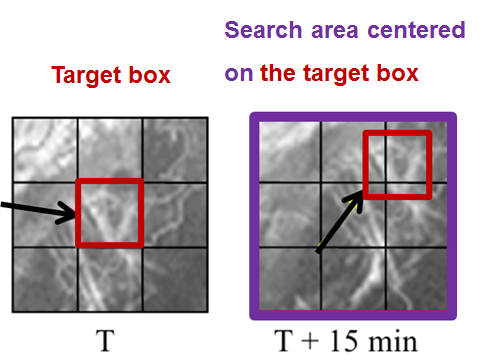 Search area centered
on the target box
Target box
T
T + 15 min